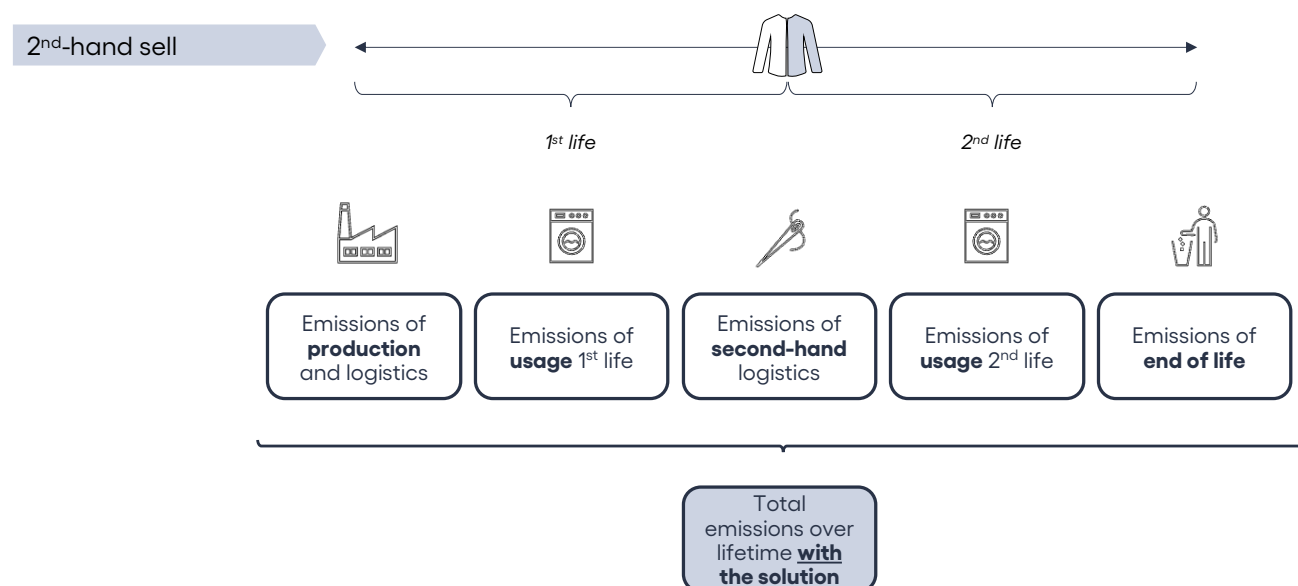 2nd-hand sell
1st life
2nd life
Emissions of
production
and logistics
Emissions of
usage 1st life
Emissions of
second-hand
logistics
Emissions of
usage 2nd life
Emissions of
end of life
Total
emissions over
lifetime with
the solution